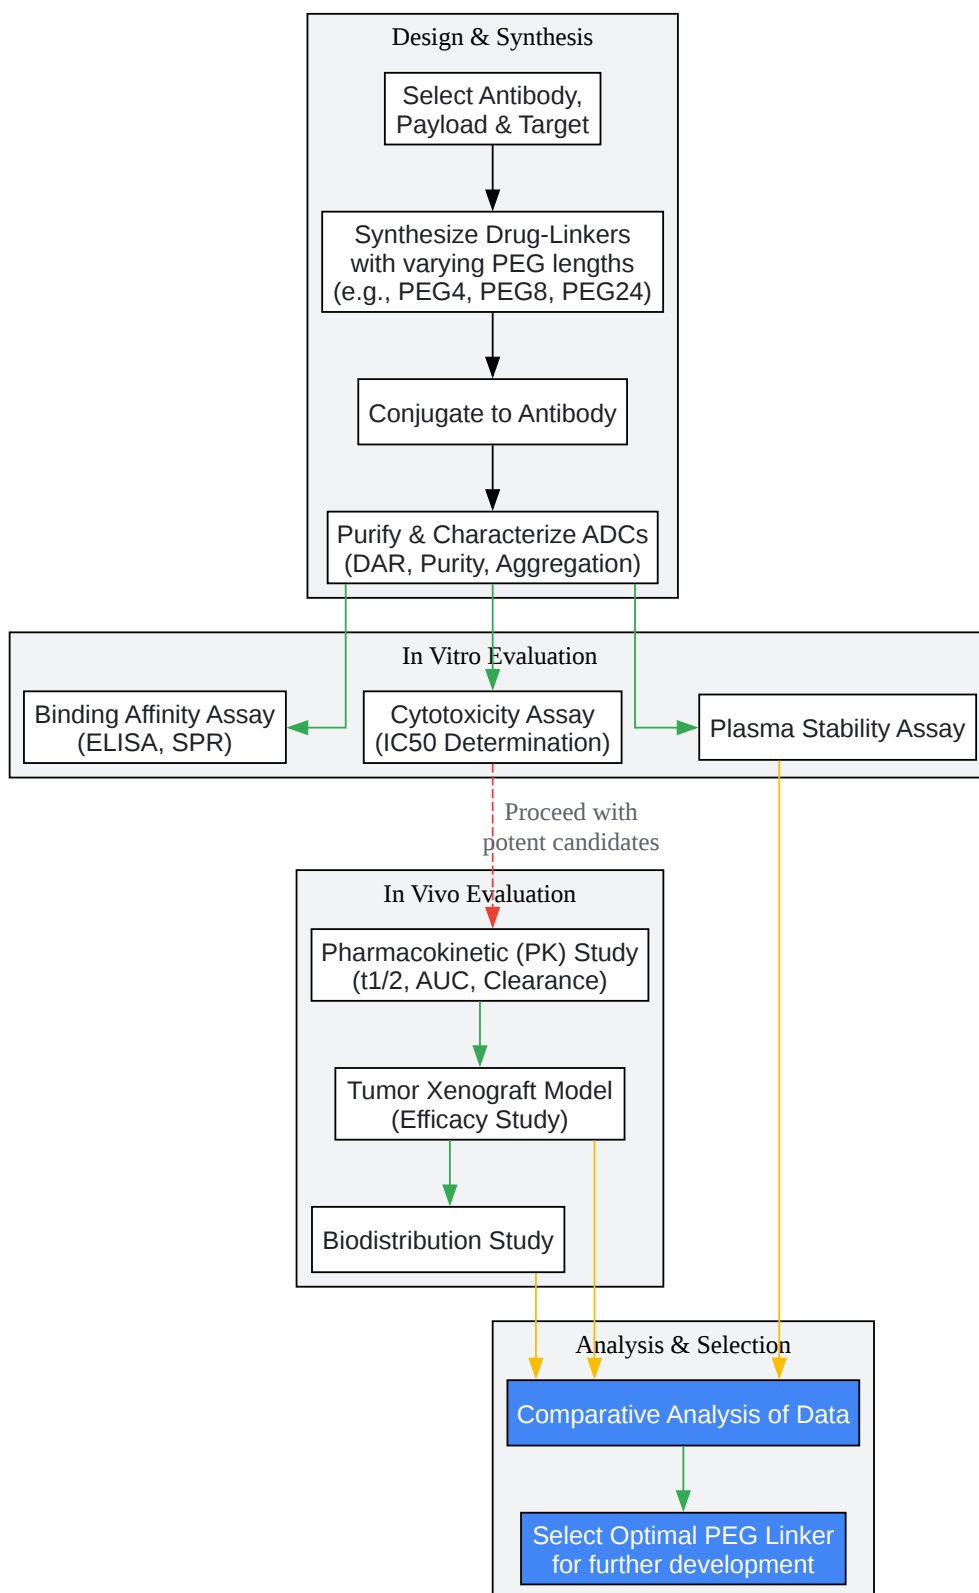 Design & Synthesis
Select Antibody,
Payload & Target
Synthesize Drug-Linkers
with varying PEG lengths
(e.g., PEG4, PEG8, PEG24)
Conjugate to Antibody
Purify & Characterize ADCs
(DAR, Purity, Aggregation)
In Vitro Evaluation
Binding Affinity Assay
(ELISA, SPR)
Cytotoxicity Assay
(IC50 Determination)
Plasma Stability Assay
Proceed with
potent candidates
In Vivo Evaluation
Pharmacokinetic (PK) Study
(t1/2, AUC, Clearance)
Tumor Xenograft Model
(Efficacy Study)
Biodistribution Study
Analysis & Selection
Comparative Analysis of Data
Select Optimal PEG Linker
for further development